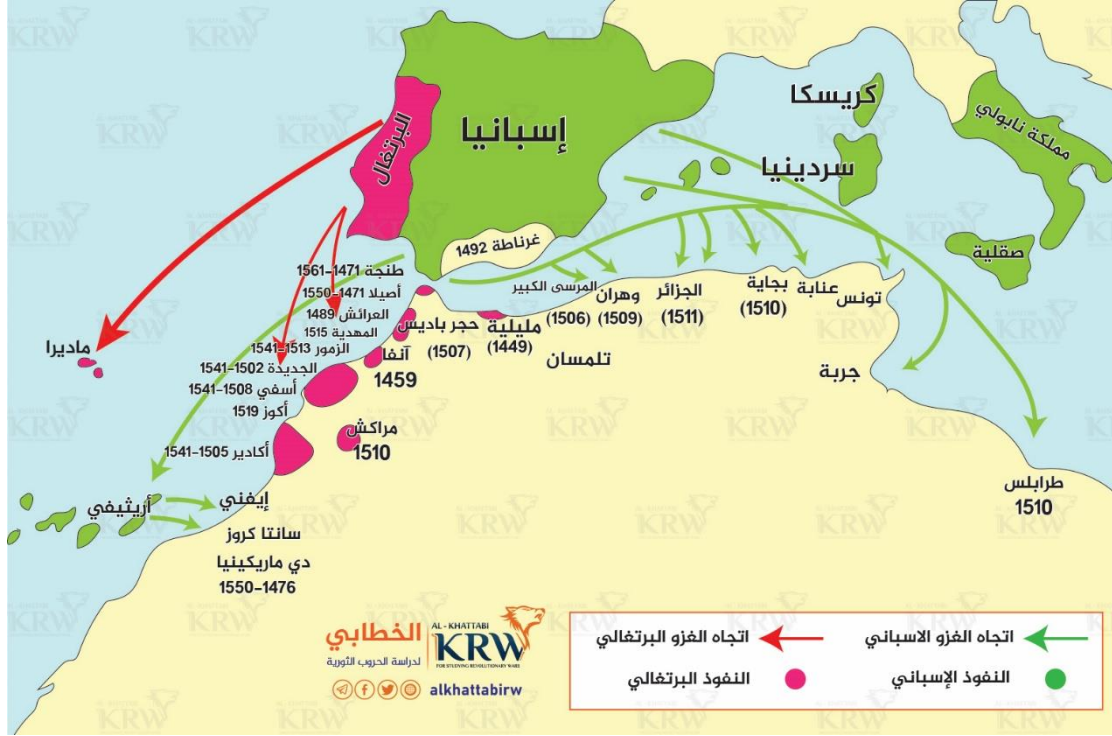 إسبانيا
البرتغال
غرناطة 1492
كريسكا
سردينيا
مملكة نابولي
صقلية
ماديرا
طنجة 1471-1561
أصيلا 1471-1550
العرائش 1489
المهدية 1515
الزمور 1513-1541
الجديدة 1502-1541
أسفي 1508-1541
أكوز 1519
أكادير 1505-1541
آنفا
1459
حجر باديس
(1507)
مليلية
(1449)
المرسى الكبير
(1506)
وهران
(1509)
الجزائر
(1511)
بجاية
(1510)
عنابة
تونس
تلمسان
جربة
مراكش
1510
طرابلس
1510
أريثيفي
إيفني
سانتا كروز
دي ماريكينيا
1476-1550
الخطابي
لدراسة الحروب الثورية
AL - KHATTABI
KRW
FOR STUDYING REVOLUTIONARY WARS
alkhattabirw
اتجاه الغزو الاسباني
اتجاه الغزو البرتغالي
النفوذ الإسباني
النفوذ البرتغالي